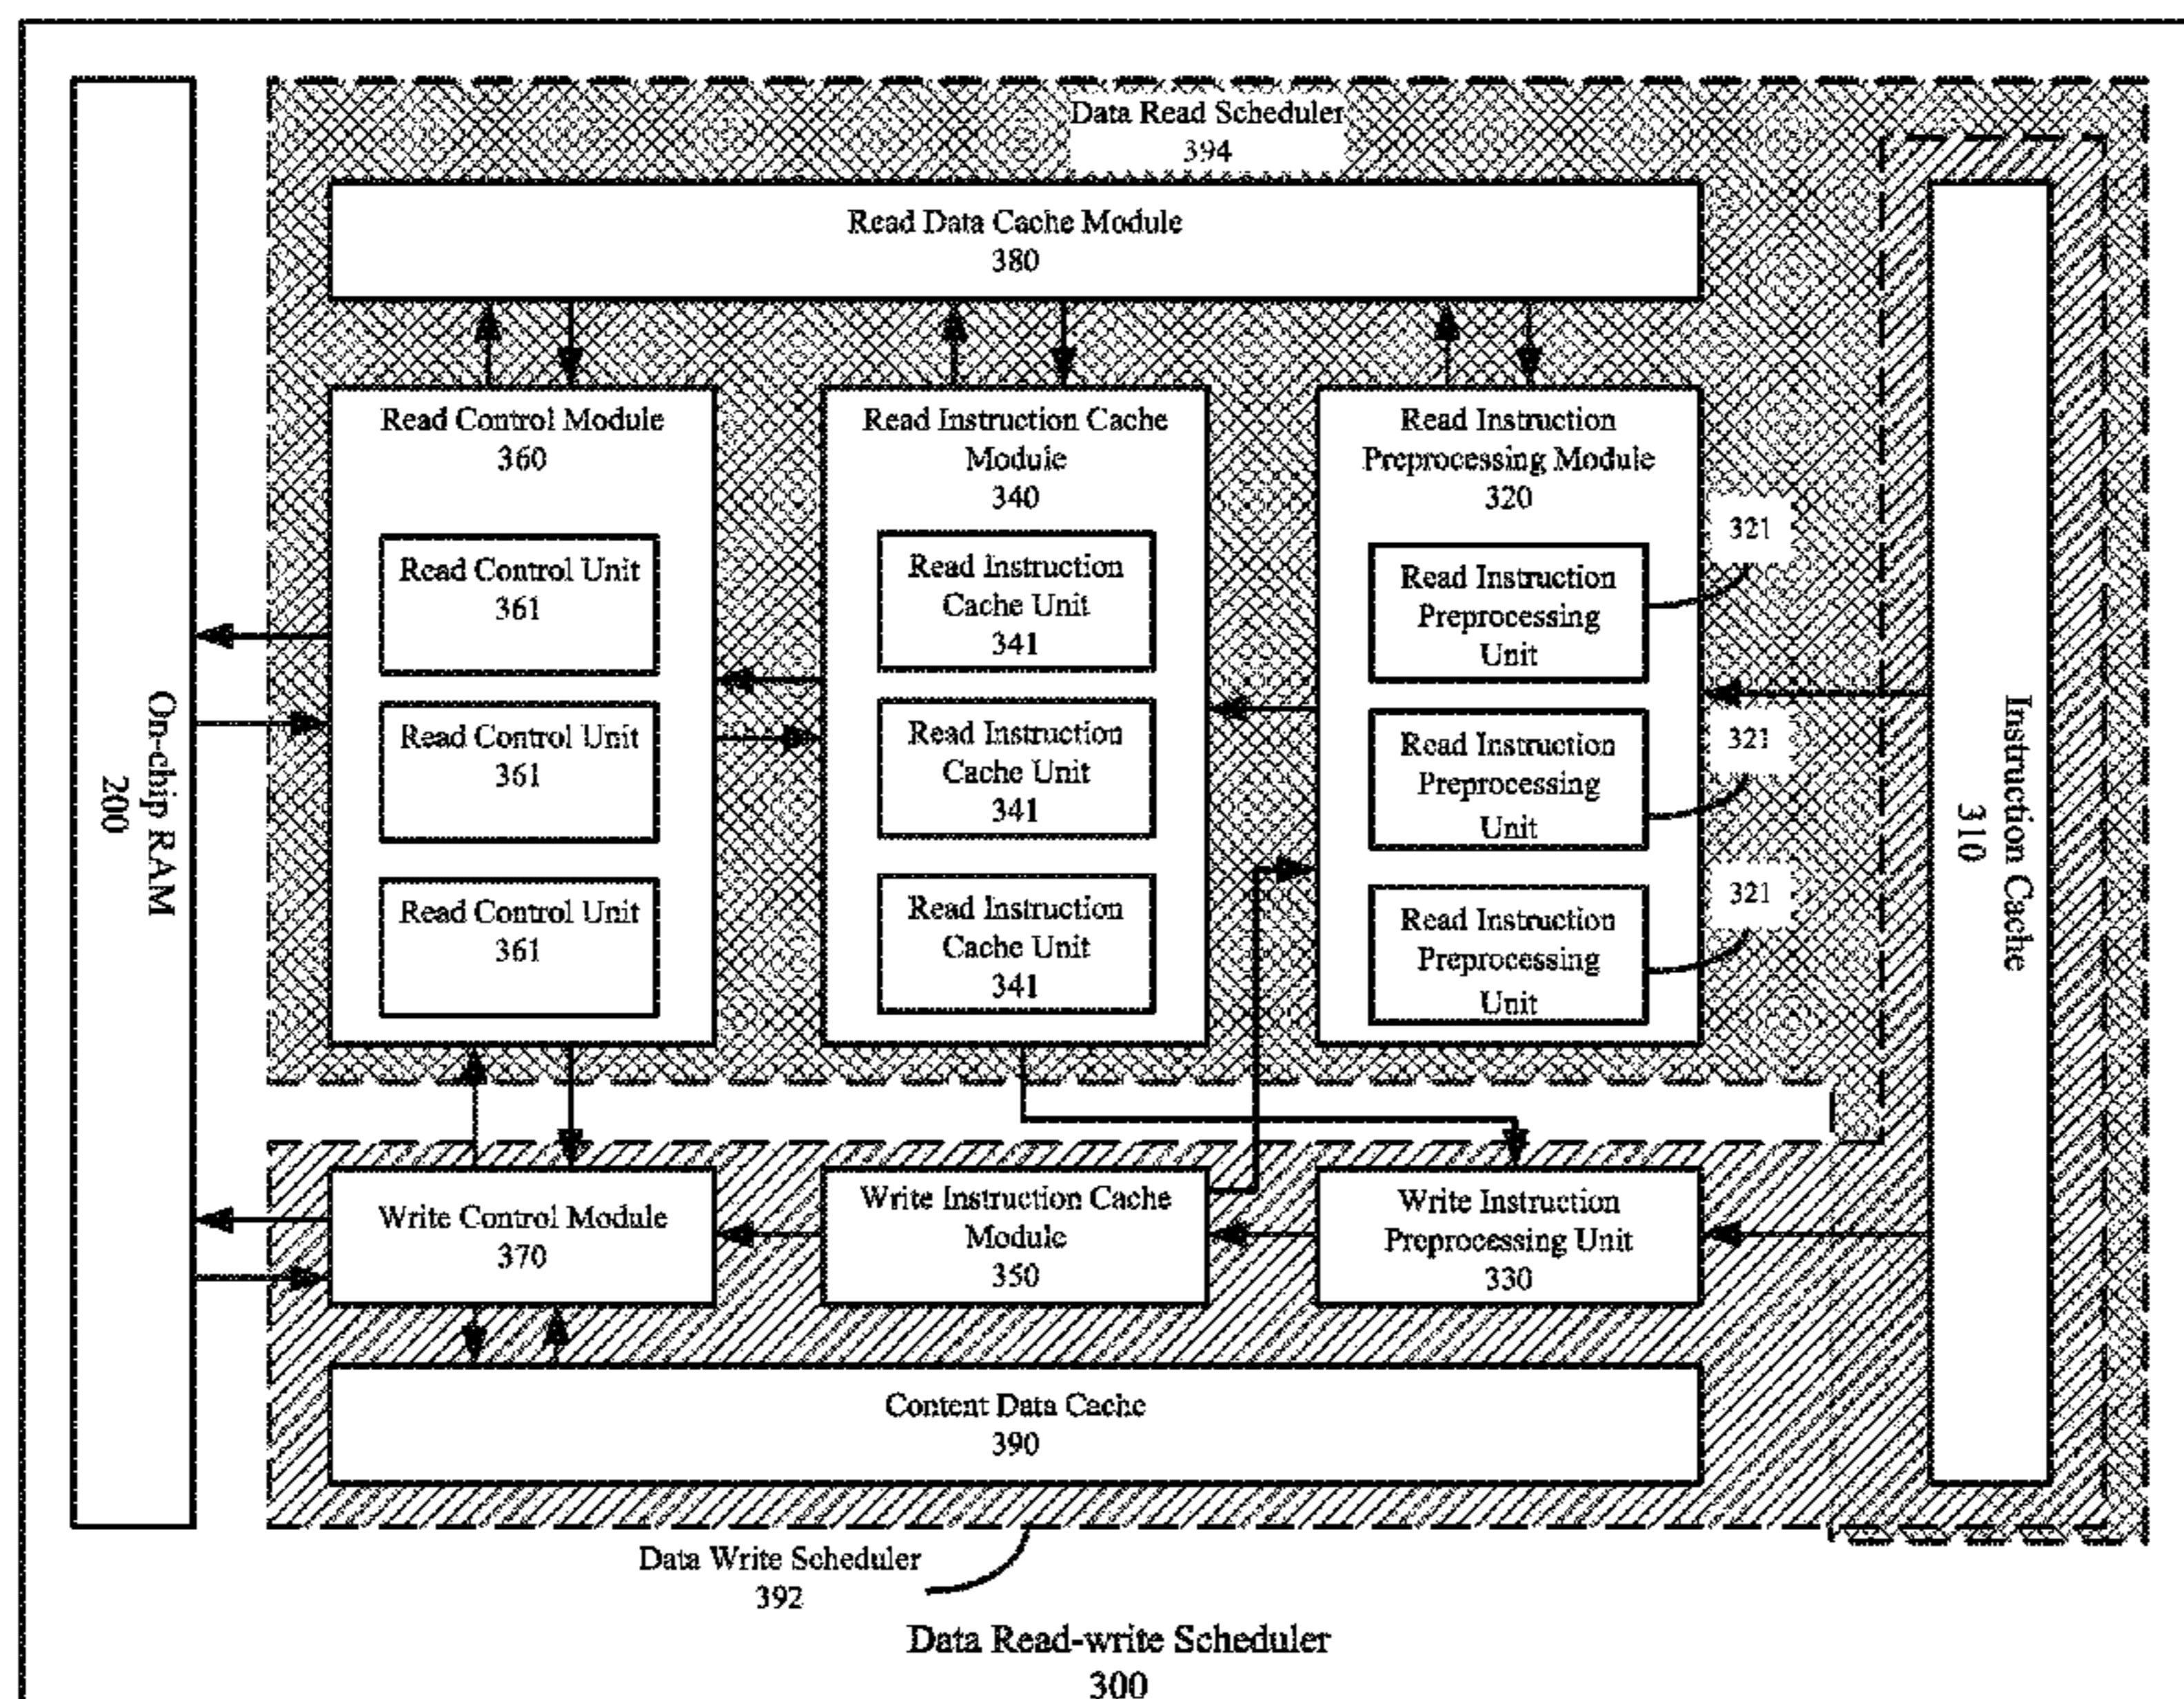 Data Read Scheduler
394
Read Data Cache Module
380
Read Control Module
360
Read Control Unit
361
Read Control Unit
361
Read Control Unit
361
Read Instruction Cache
Module
340
Read Instruction
Cache Unit
341
Read Instruction
Cache Unit
341
Read Instruction
Cache Unit
341
Read Instruction
Preprocessing Module
320
Read Instruction
Preprocessing
Unit
321
Read Instruction
Preprocessing
Unit
321
Read Instruction
Preprocessing
Unit
321
On-chip RAM
200
Instruction Cache
310
Write Control Module
370
Write Instruction Cache
Module
350
Write Instruction
Preprocessing Unit
330
Content Data Cache
390
Data Write Scheduler
392
Data Read-write Scheduler
300